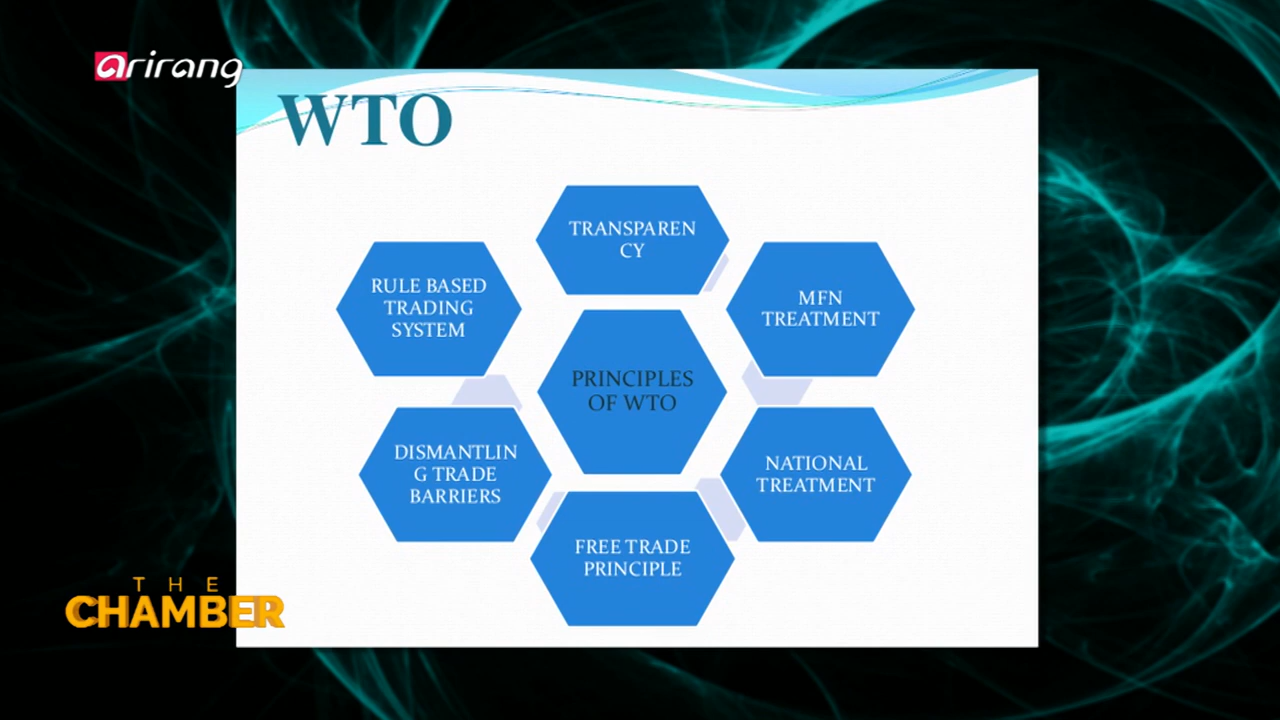 arirang
WTO
TRANSPAREN
CY
RULE BASED
TRADING
SYSTEM
MFN
TREATMENT
PRINCIPLES
OF WTO
DISMANTLIN
G TRADE
BARRIERS
NATIONAL
TREATMENT
FREE TRADE
PRINCIPLE
THE
CHAMBER